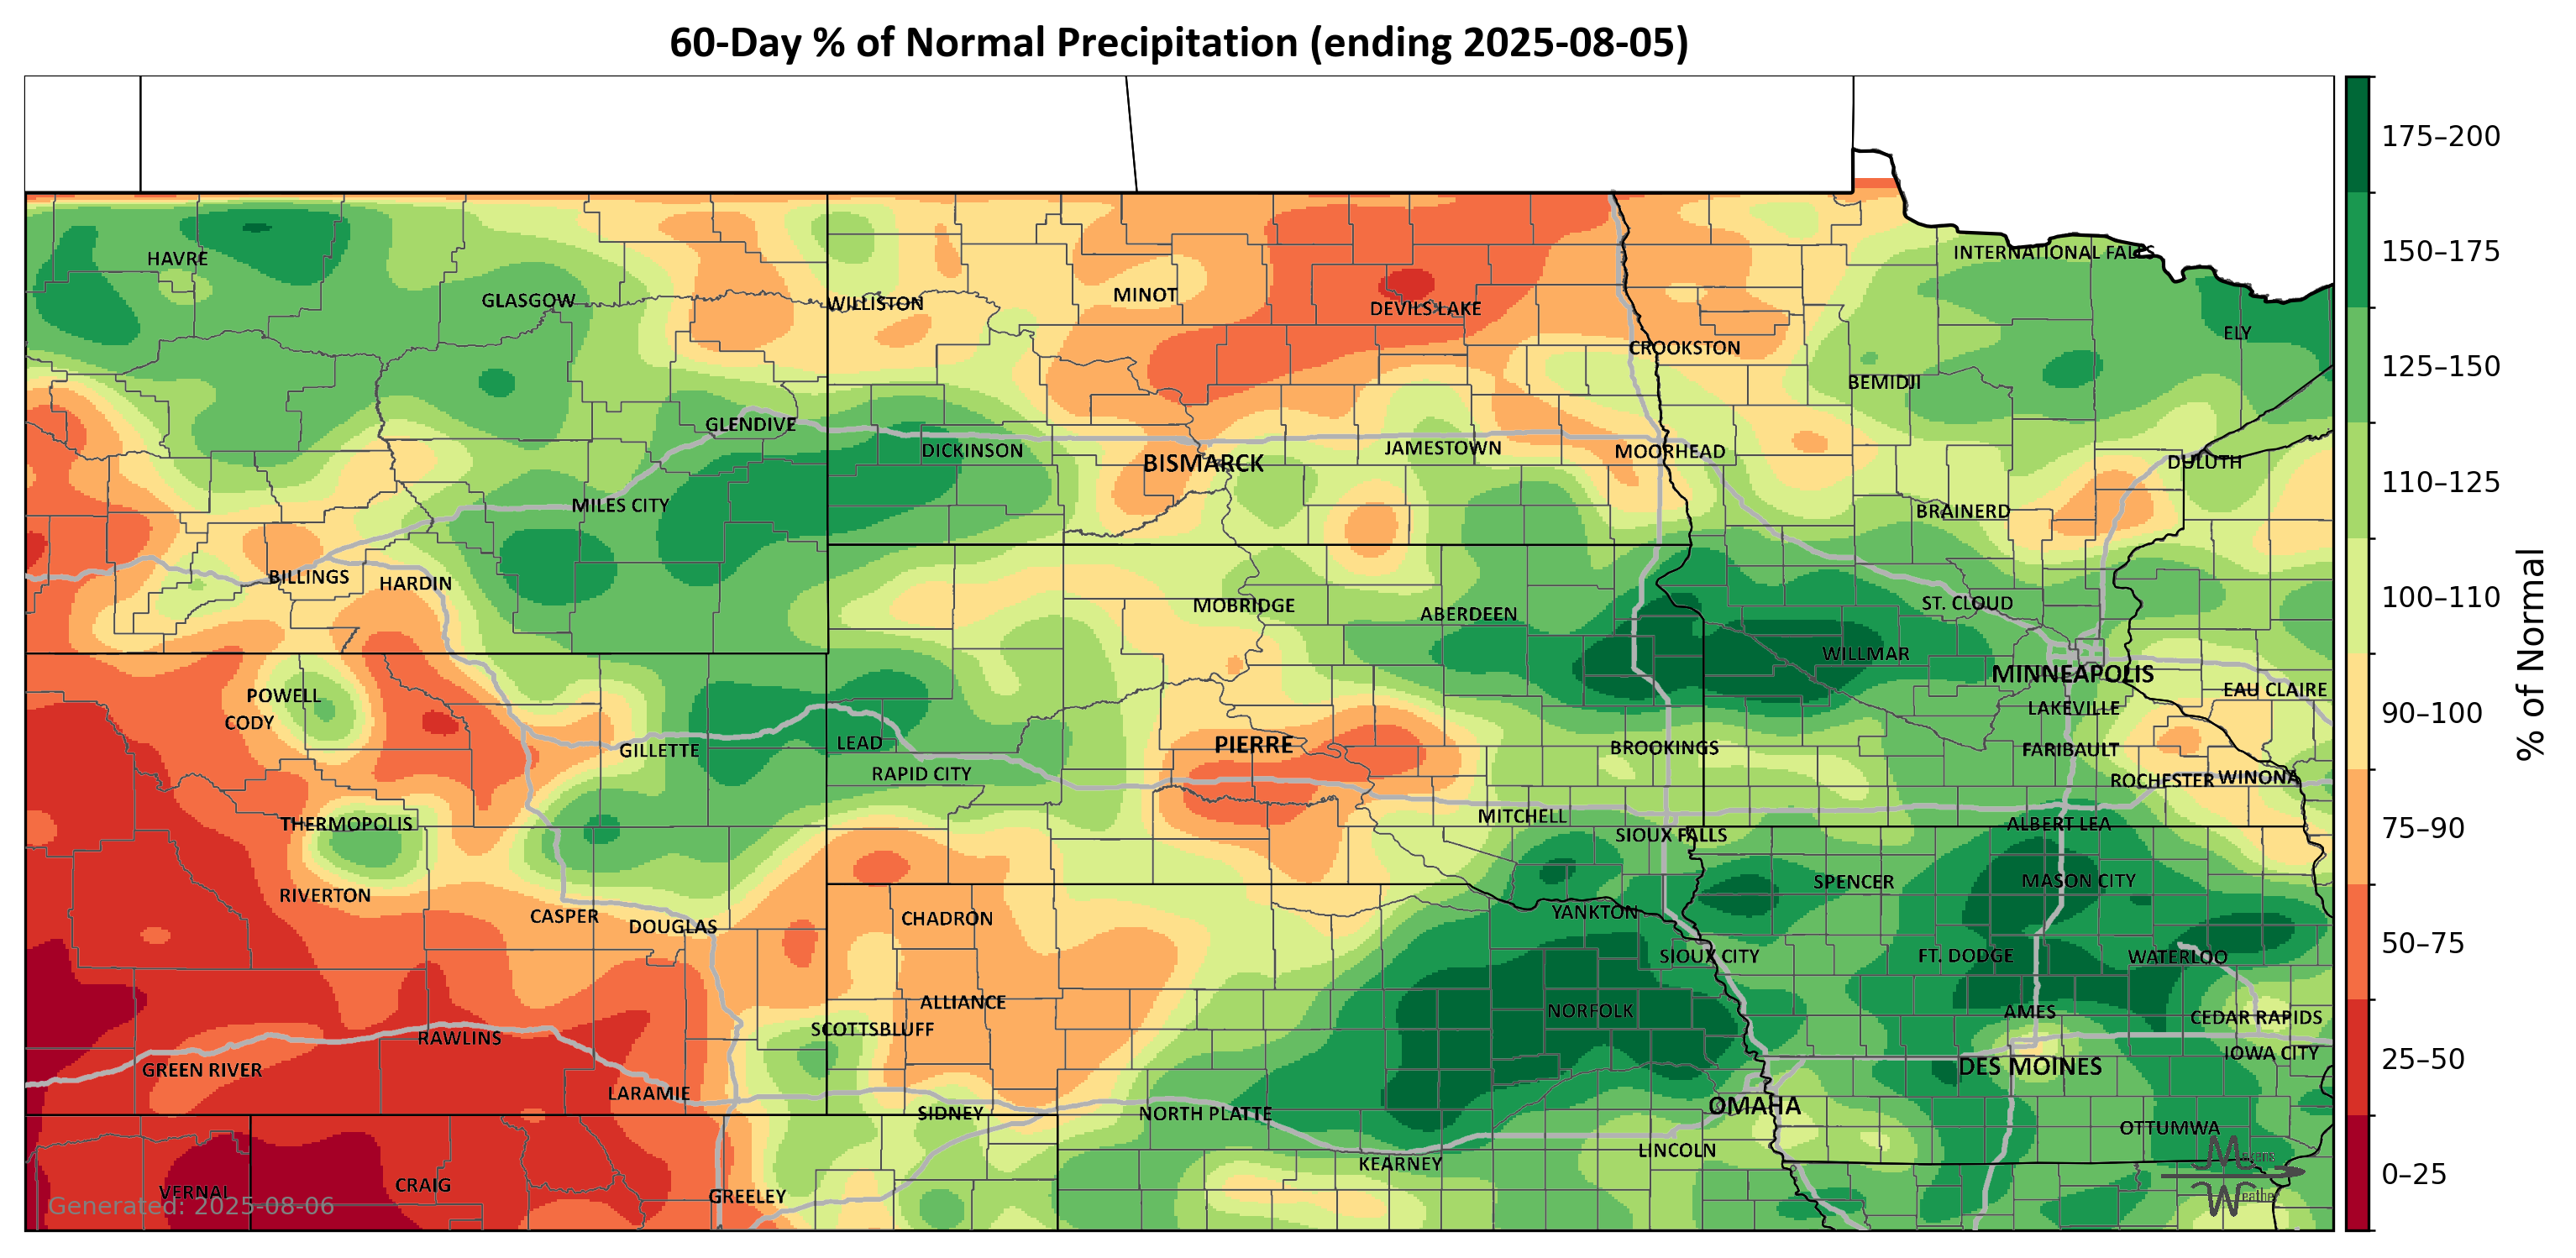 60-Day % of Normal Precipitation (ending 2025-08-05)
175–200
150–175
125–150
110–125
100–110
90–100
75–90
50–75
25–50
0–25
% of Normal
HAVRE
INTERNATIONAL FALLS
GLASGOW
WILLISTON
MINOT
DEVILS LAKE
ELY
CROOKSTON
BEMIDJI
GLENDIVE
DICKINSON
BISMARCK
JAMESTOWN
MOORHEAD
DULUTH
MILES CITY
BRAINERD
BILLINGS
HARDIN
MOBRIDGE
ABERDEEN
ST. CLOUD
WILLMAR
MINNEAPOLIS
POWELL
CODY
EAU CLAIRE
LAKEVILLE
GILLETTE
LEAD
PIERRE
BROOKINGS
FARIBAULT
RAPID CITY
ROCHESTER
WINONA
THERMOPOLIS
MITCHELL
SIOUX FALLS
ALBERT LEA
RIVERTON
SPENCER
MASON CITY
CASPER
DOUGLAS
CHADRON
YANKTON
SIOUX CITY
FT. DODGE
WATERLOO
ALLIANCE
NORFOLK
AMES
CEDAR RAPIDS
SCOTTSBLUFF
RAWLINS
IOWA CITY
GREEN RIVER
DES MOINES
LARAMIE
SIDNEY
NORTH PLATTE
OMAHA
OTTUMWA
LINCOLN
KEARNEY
VERNAL
CRAIG
GREELEY
Generated: 2025-08-06